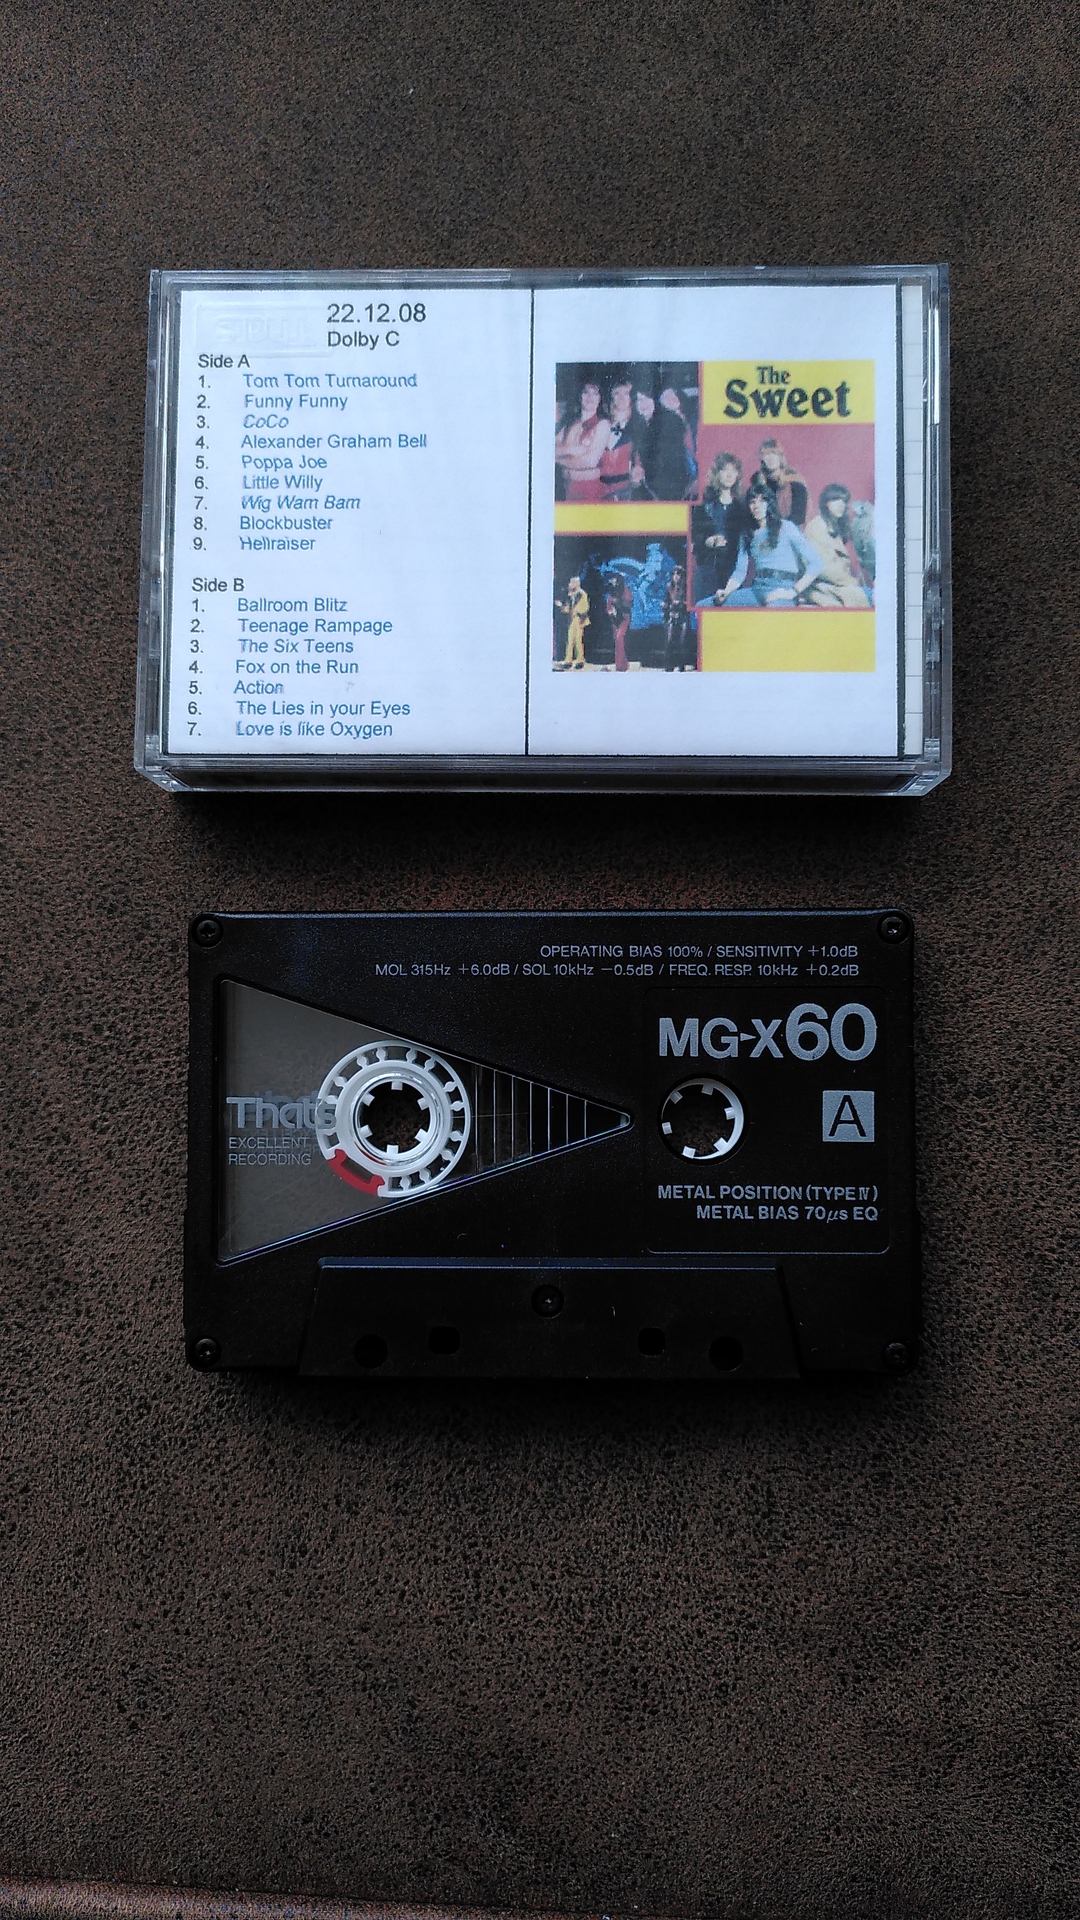 22.12.08
Dolby C
Side A
1. Tom Tom Turnaround
2. Funny Funny
3. CoCo
4. Alexander Graham Bell
5. Poppa Joe
6. Little Willy
7. Wig Wam Bam
8. Blockbuster
9. Hellraiser
Side B
1. Ballroom Blitz
2. Teenage Rampage
3. The Six Teens
4. Fox on the Run
5. Action
6. The Lies in your Eyes
7. Love is like Oxygen
The
Sweet
OPERATING BIAS 100% / SENSITIVITY +1.0dB
MOL 315Hz +6.0dB / SOL 10kHz −0.5dB / FREQ. RESP. 10kHz +0.2dB
MG-X60
A
That's
EXCELLENT
RECORDING
METAL POSITION (TYPE Ⅳ)
METAL BIAS 70μs EQ